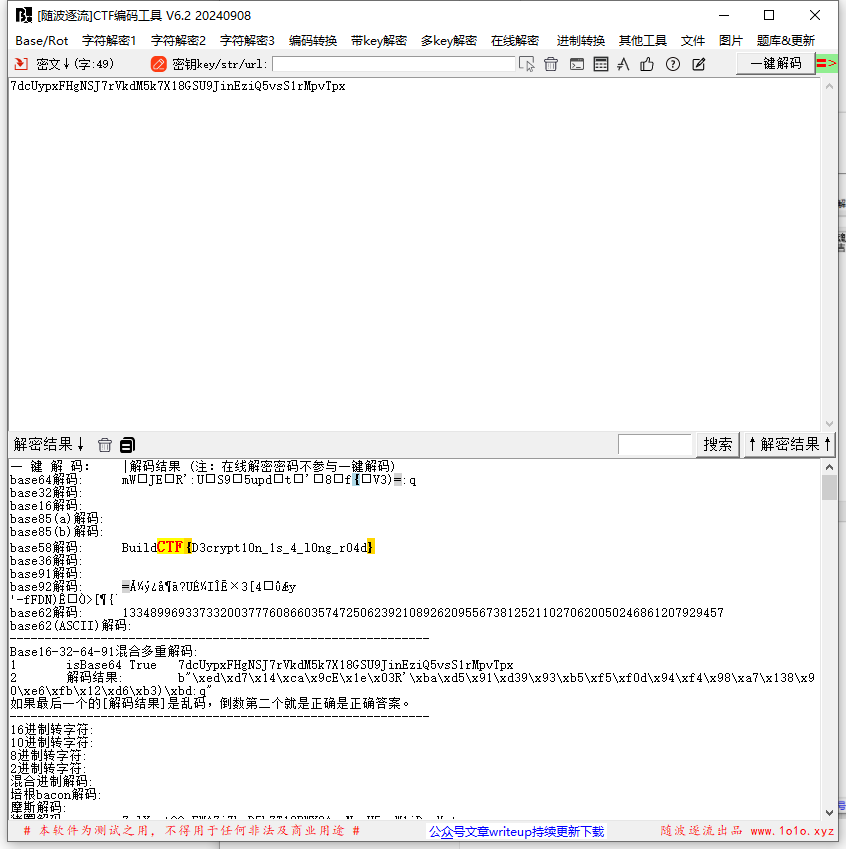 [随波逐流]CTF编码工具 V6.2 20240908
Base/Rot 字符解密1 字符解密2 字符解密3 编码转换 带key解密 多key解密 在线解密 进制转换 其他工具 文件 图片 题库&更新
密文↓(字:49) 密钥key/str/url: 一键解码 =>
7dcUypxFHgNSJ7rVkdM5k7X18GSU9JinEziQ5vsS1rMpvTpx
解密结果↓ 搜索 ↑解密结果↑
一 键 解 码: |解码结果 (注: 在线解密密码不参与一键解码)
base64解码: mW□JE□R':U□S9□5upd□t□'□8□f{□V3)=:q
base32解码:
base16解码:
base85(a)解码:
base85(b)解码:
base58解码: BuildCTF{D3crypt10n_1s_4_l0ng_r04d}
base36解码:
base91解码:
base92解码:
base62解码: 133489969337332003777608660357472506239210892620955673812521102706200502468612079​29457
base62(ASCII)解码:
------------------------------------------------------------
Base16-32-64-91混合多重解码:
1 isBase64 True 7dcUypxFHgNSJ7rVkdM5k7X18GSU9JinEziQ5vsS1rMpvTpx
2 解码结果: b"\xed\xd7\x14\xca\x9cE\x1e\x03R'\xba\xd5\x91\xd39\x93\xb5\xf5\xf0d\x94\xf4\x98\xa7\x138\x9
0\xe6\xfb\x12\xd6\xb3)\xbd:q"
如果最后一个的[解码结果]是乱码，倒数第二个就是正确是正确答案。
------------------------------------------------------------
16进制转字符:
10进制转字符:
8进制转字符:
2进制转字符:
混合进制解码:
培根bacon解码:
摩斯解码:
# 本软件为测试之用，不得用于任何非法及商业用途 # 公众号文章writeup持续更新下载 随波逐流出品 www.1o1o.xyz